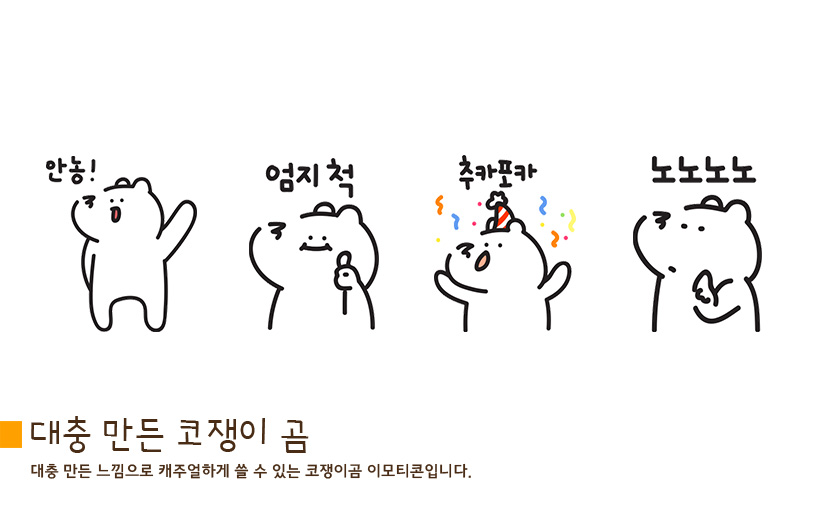 안농!
엄지 척
추카포카
노노노노
대충 만든 코쟁이 곰
대충 만든 느낌으로 캐주얼하게 쓸 수 있는 코쟁이곰 이모티콘입니다.